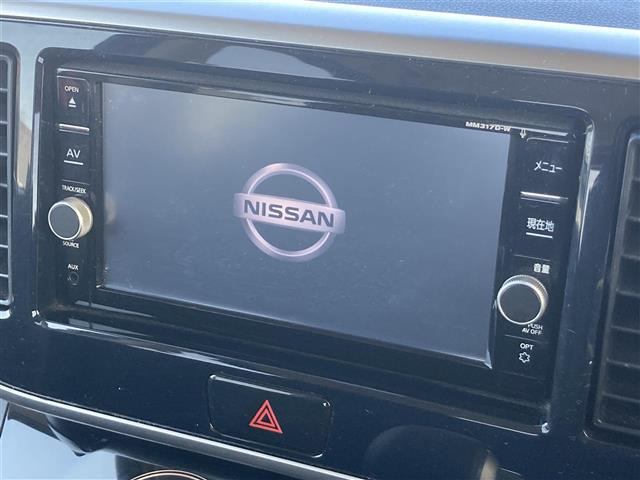 OPEN
AV
TRACK/SEEK
SOURCE
AUX
NISSAN
MM317D-W
メニュー
現在地
音量
PUSH
AV OFF
OPT